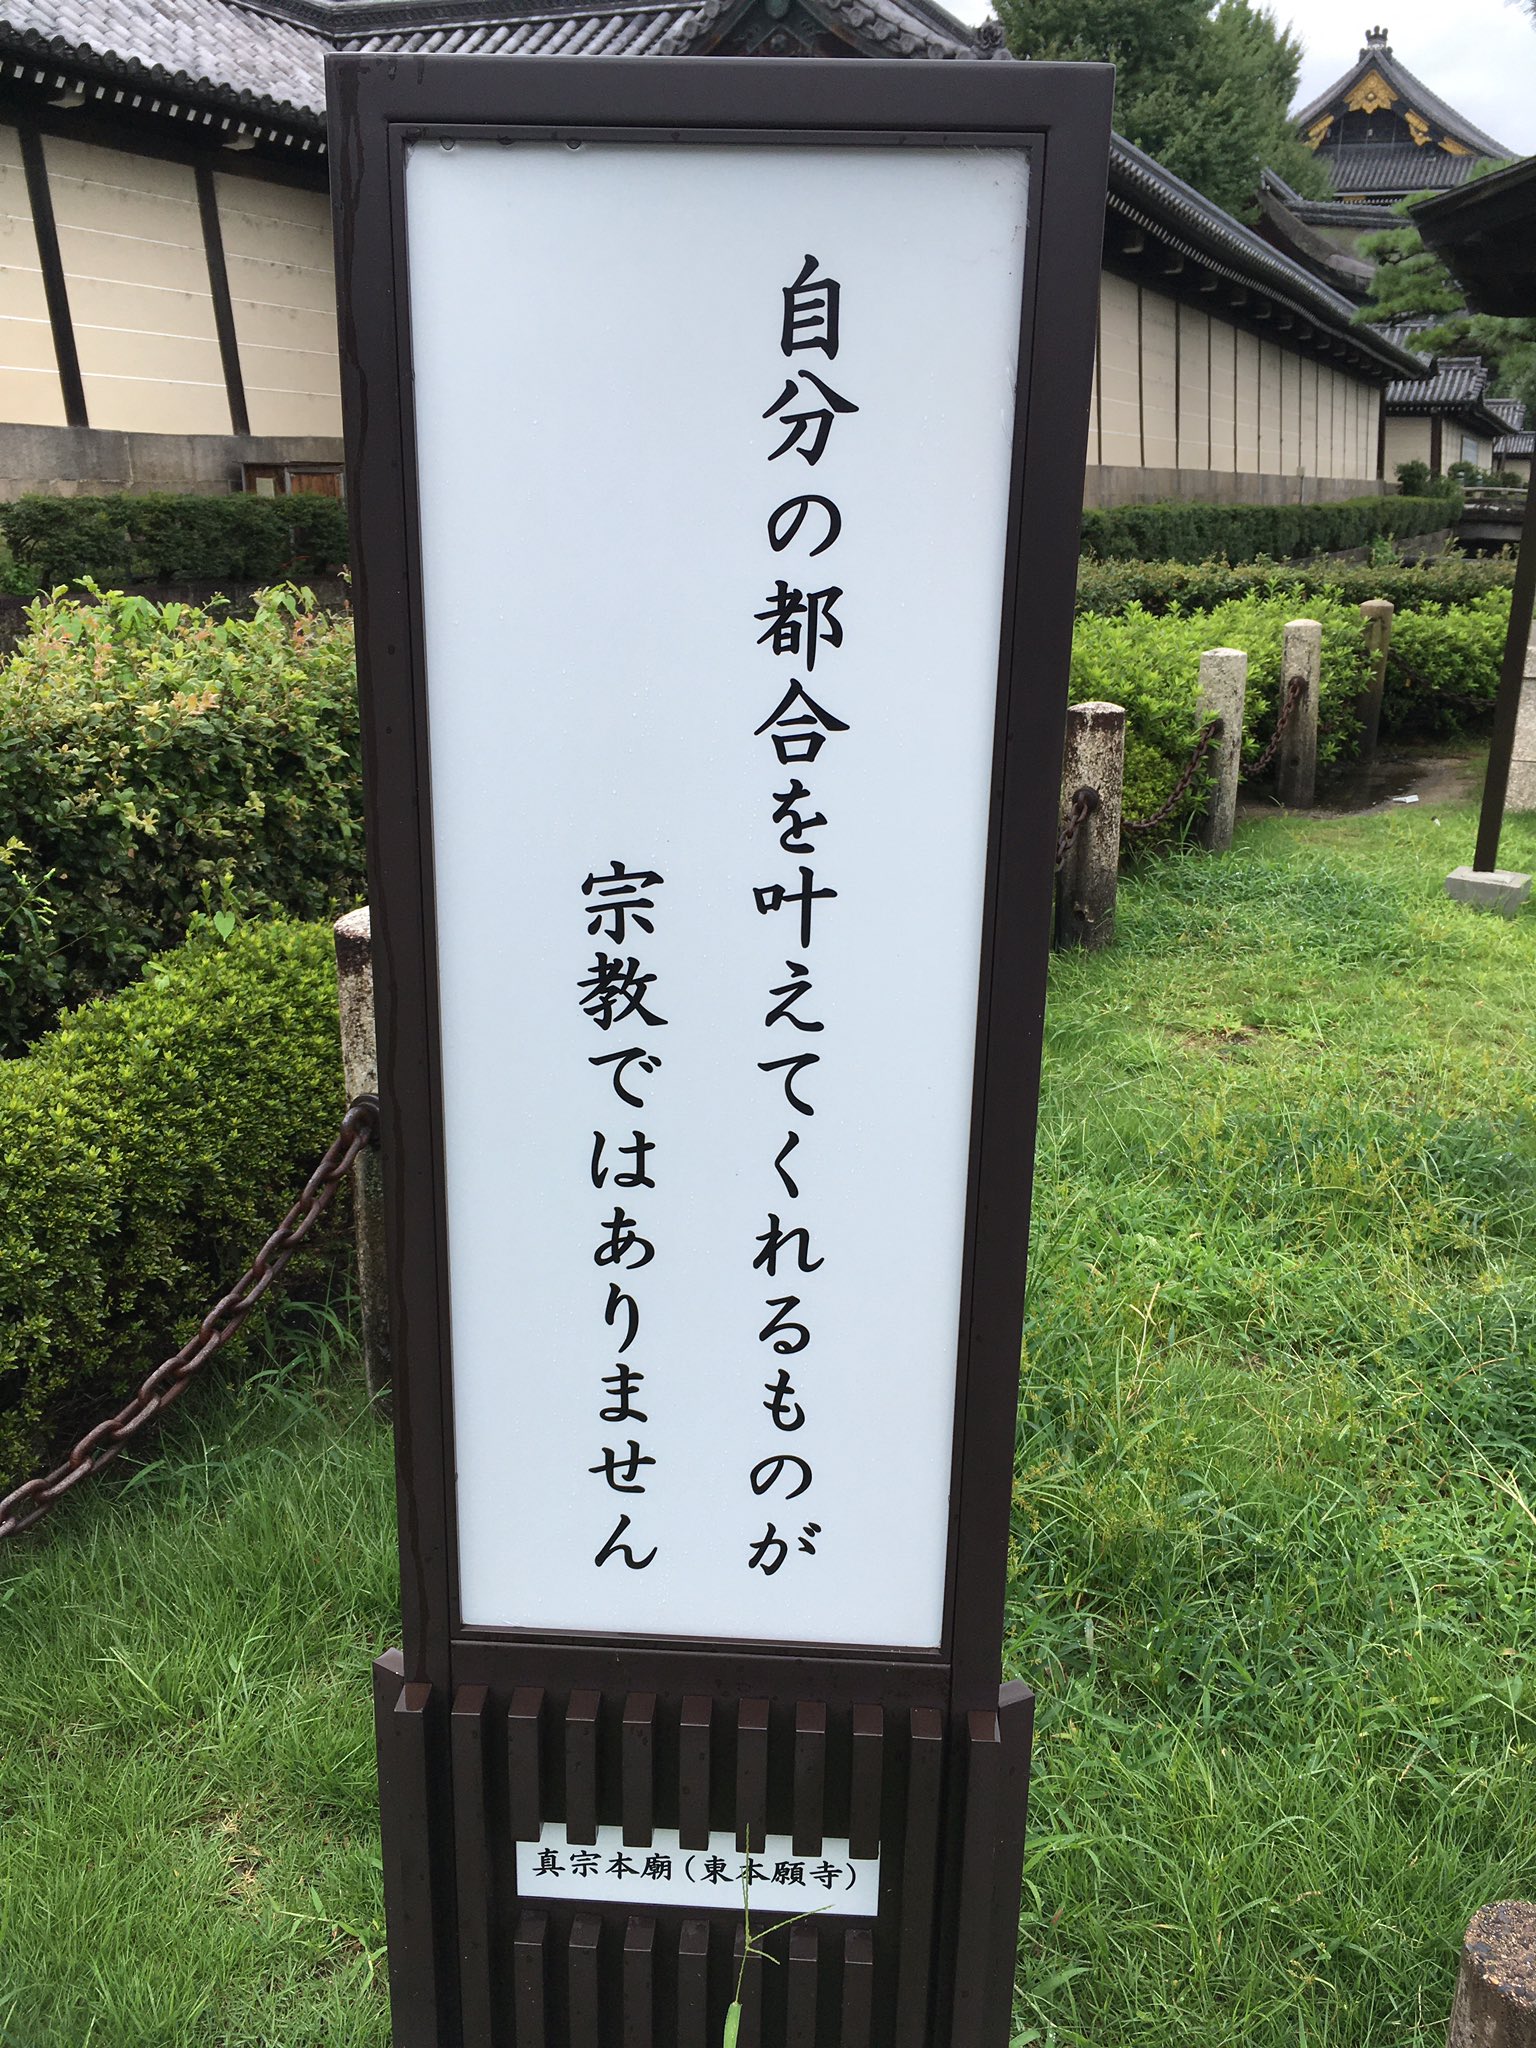 自分の都合を叶えてくれるものが
宗教ではありません
真宗本廟(東本願寺)